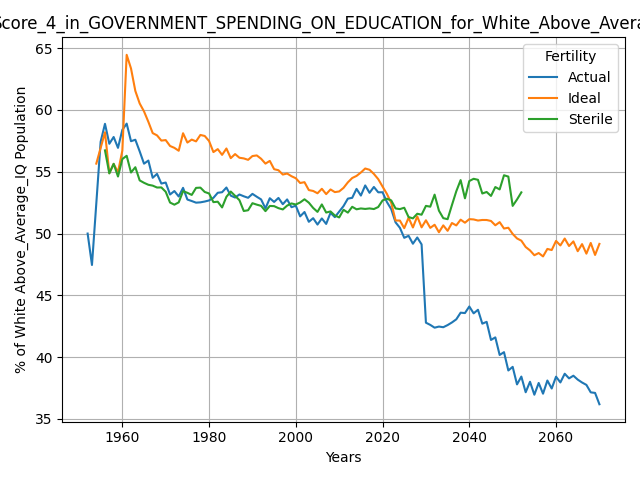 Score_4_in_GOVERNMENT_SPENDING_ON_EDUCATION_for_White_Above_Avera
Fertility
Actual
Ideal
Sterile
% of White Above_Average_IQ Population
65
60
55
50
45
40
35
1960
1980
2000
2020
2040
2060
Years